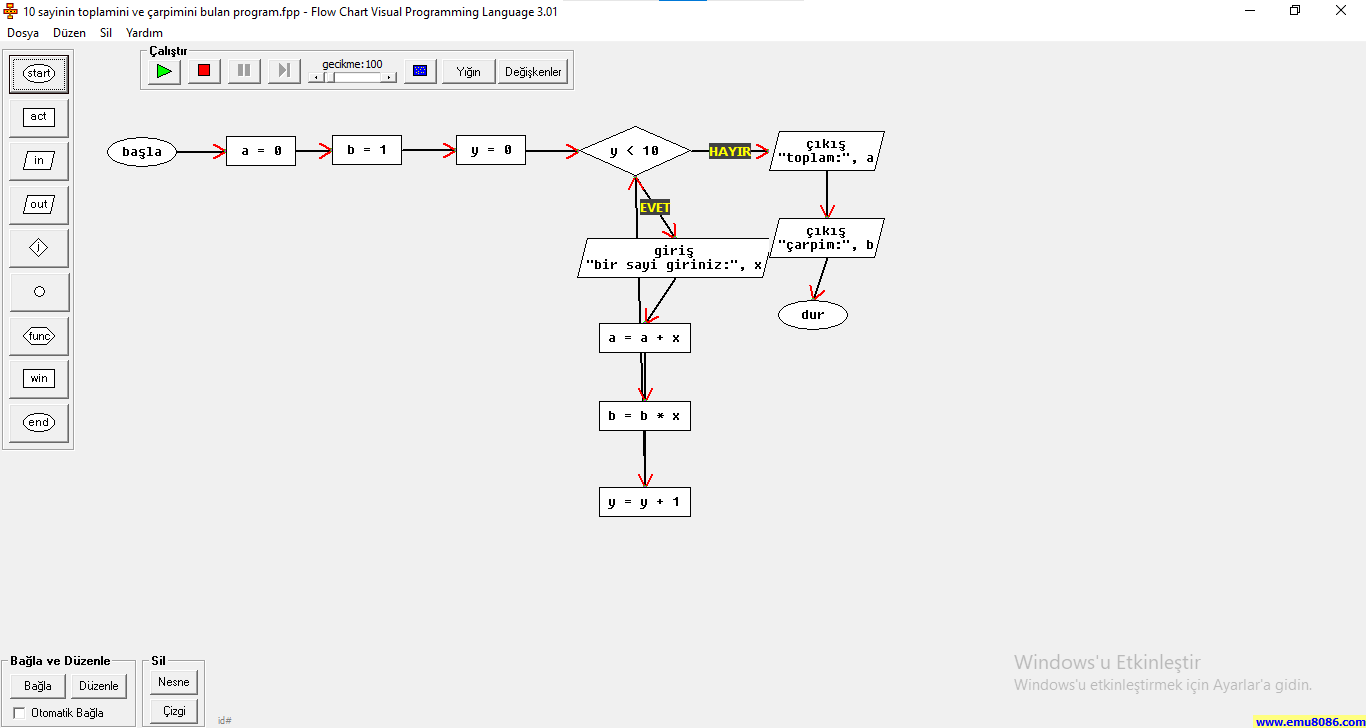 10 sayinin toplamini ve çarpimini bulan program.fpp - Flow Chart Visual Programming Language 3.01
Dosya Düzen Sil Yardım
Çalıştır
gecikme:100
Yığın
Değişkenler
start
act
in
out
j
func
win
end
başla
a = 0
b = 1
y = 0
y < 10
HAYIR
çıkış
"toplam:", a
EVET
çıkış
"çarpim:", b
giriş
"bir sayi giriniz:", x
dur
a = a + x
b = b * x
y = y + 1
Bağla ve Düzenle
Bağla
Düzenle
Otomatik Bağla
Sil
Nesne
Çizgi
id#
Windows'u Etkinleştir
Windows'u etkinleştirmek için Ayarlar'a gidin.
www.emu8086.com